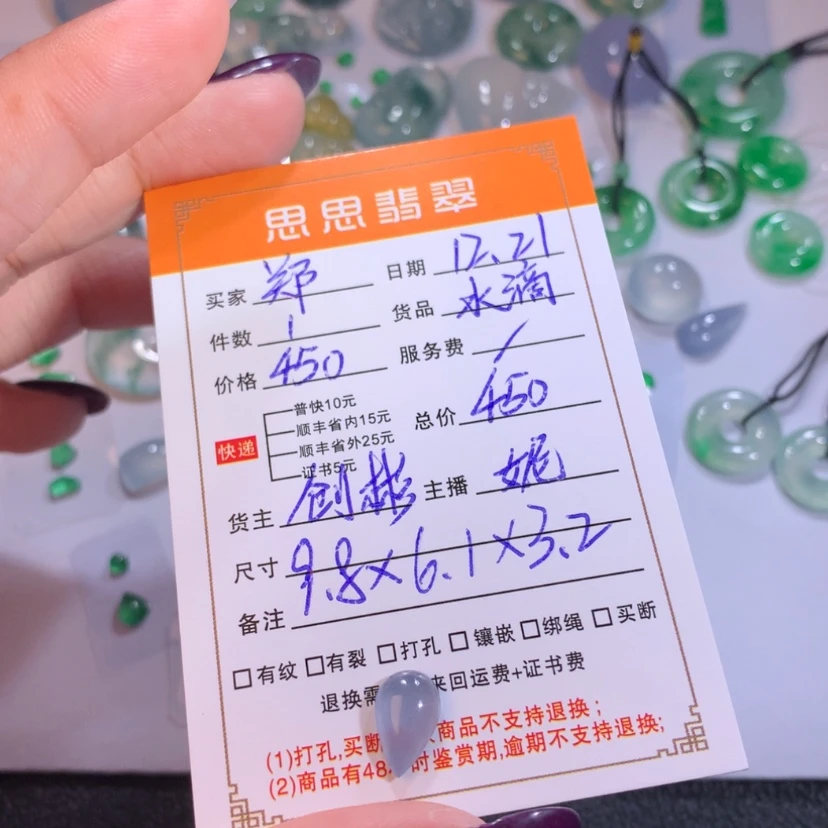 思思翡翠
买家 郑 日期 12.21
件数 1 货品 水滴
价格 450 服务费 /
快递
普快10元
顺丰省内15元
顺丰省外25元
证书5元
总价 450
货主 创彬 主播 妮
尺寸 9.8×6.1×3.2
备注
□有纹 □有裂 □打孔 □镶嵌 □绑绳 □买断
退换需 来回运费+证书费
(1)打孔,买断 商品不支持退换;
(2)商品有48 时鉴赏期,逾期不支持退换;